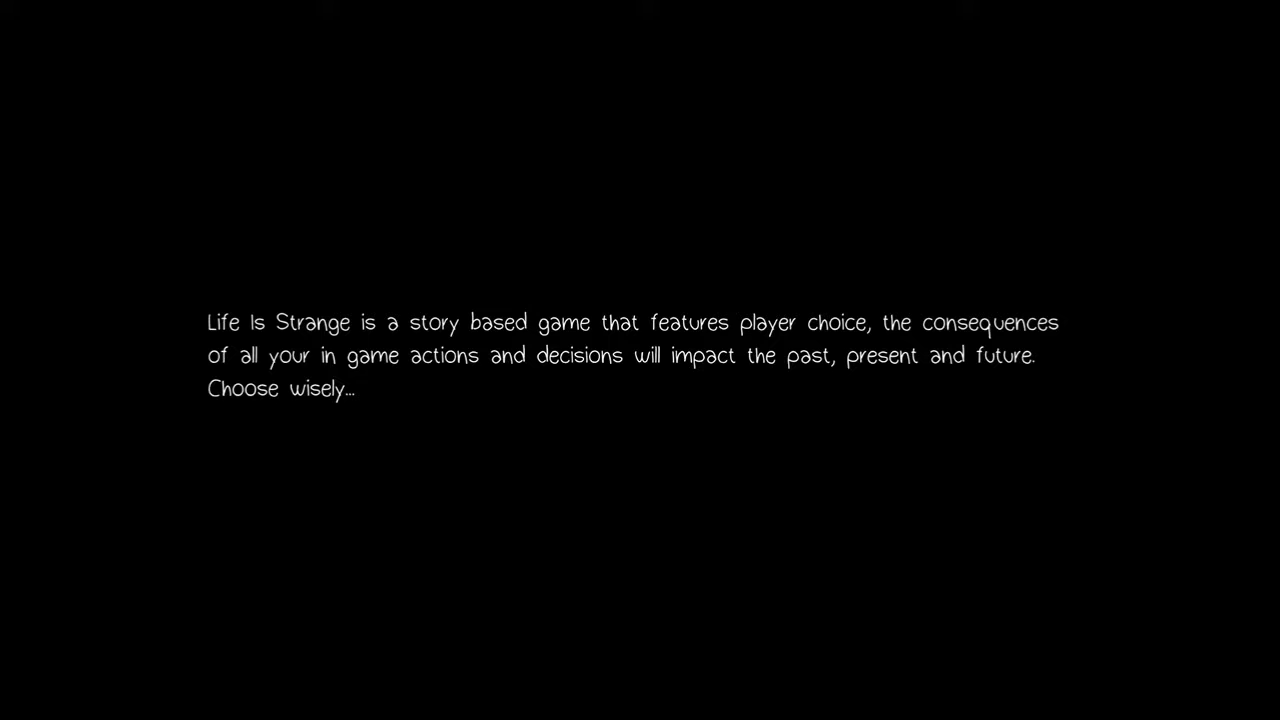 Life Is Strange is a story based game that features player choice, the consequences
of all your in game actions and decisions will impact the past, present and future.
Choose wisely...